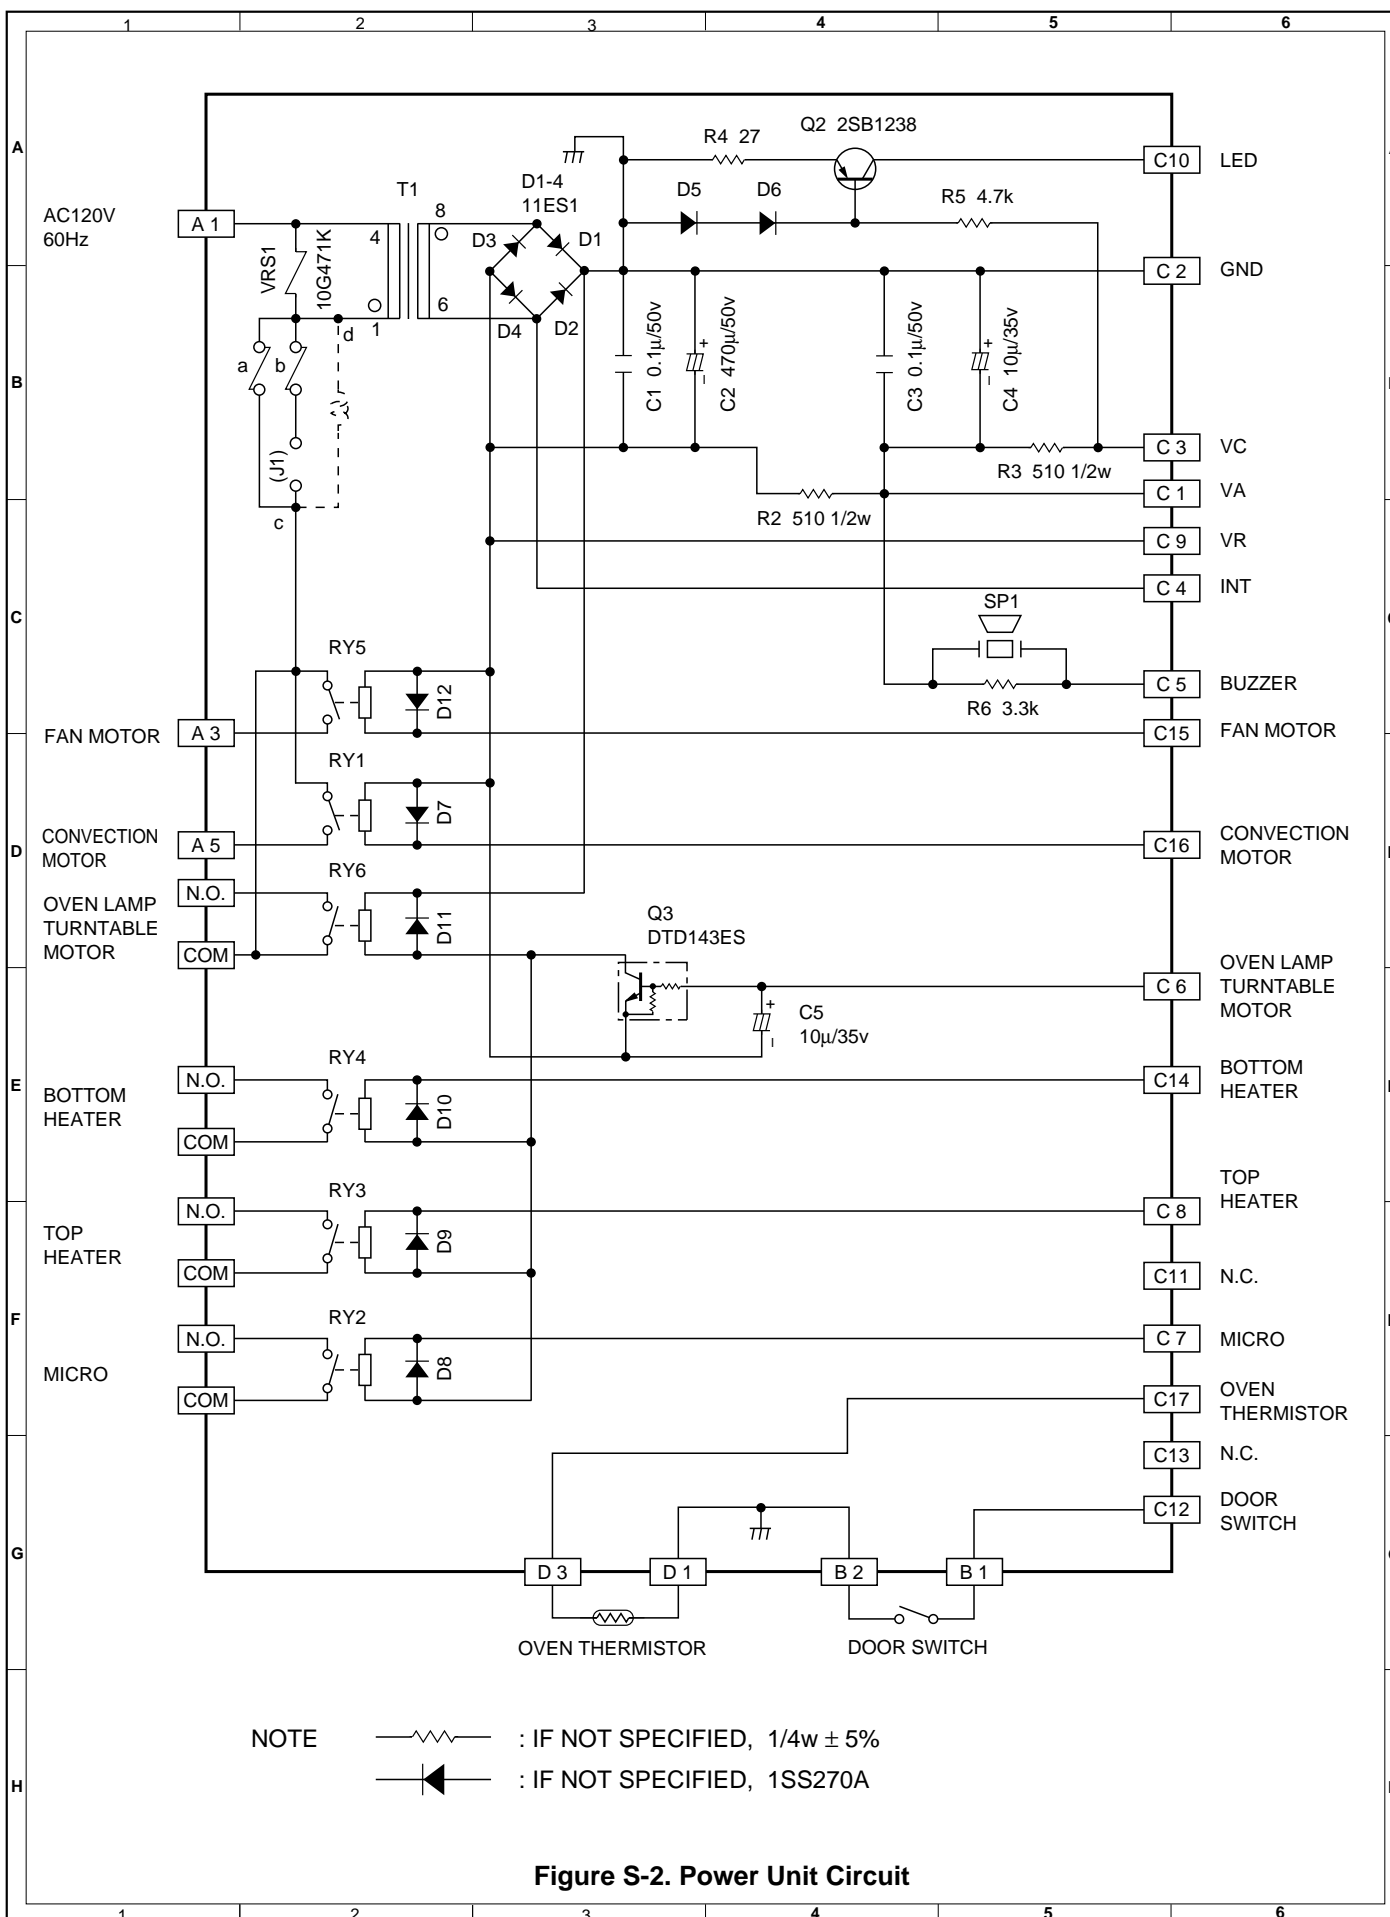 1 2 3 4 5 6
A
B
C
D
E
F
G
H
Q2 2SB1238
R4 27
C10 LED
D1-4
11ES1
D5 D6
T1
R5 4.7k
AC120V
60Hz
A 1
4
8
D3
D1
VRS1
10G471K
C 2 GND
1
6
D4
D2
d
a b
C1 0.1μ/50v
+
–
C2 470μ/50v
C3 0.1μ/50v
+
–
C4 10μ/35v
(J1)
c
C 3 VC
R3 510 1/2w
C 1 VA
R2 510 1/2w
C 9 VR
C 4 INT
SP1
RY5
D12
C 5 BUZZER
R6 3.3k
FAN MOTOR A 3
C15 FAN MOTOR
RY1
D7
CONVECTION
MOTOR
A 5
C16
CONVECTION
MOTOR
RY6
N.O.
D11
OVEN LAMP
TURNTABLE
MOTOR
COM
Q3
DTD143ES
C 6
OVEN LAMP
TURNTABLE
MOTOR
+
–
C5
10μ/35v
RY4
N.O.
D10
BOTTOM
HEATER
COM
C14
BOTTOM
HEATER
RY3
N.O.
D9
TOP
HEATER
COM
C 8
TOP
HEATER
C11 N.C.
RY2
N.O.
D8
MICRO
COM
C 7 MICRO
C17
OVEN
THERMISTOR
C13 N.C.
C12
DOOR
SWITCH
D 3 D 1 B 2 B 1
OVEN THERMISTOR
DOOR SWITCH
NOTE : IF NOT SPECIFIED, 1/4w ± 5%
: IF NOT SPECIFIED, 1SS270A
Figure S-2. Power Unit Circuit
1 2 3 4 5 6